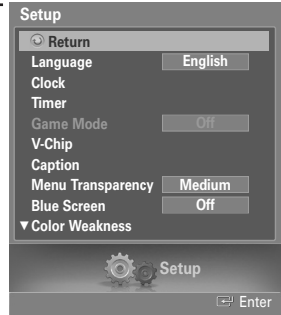 Setup
Return
Language English
Clock
Timer
Game Mode Off
V-Chip
Caption
Menu Transparency Medium
Blue Screen Off
▼Color Weakness
Setup
Enter